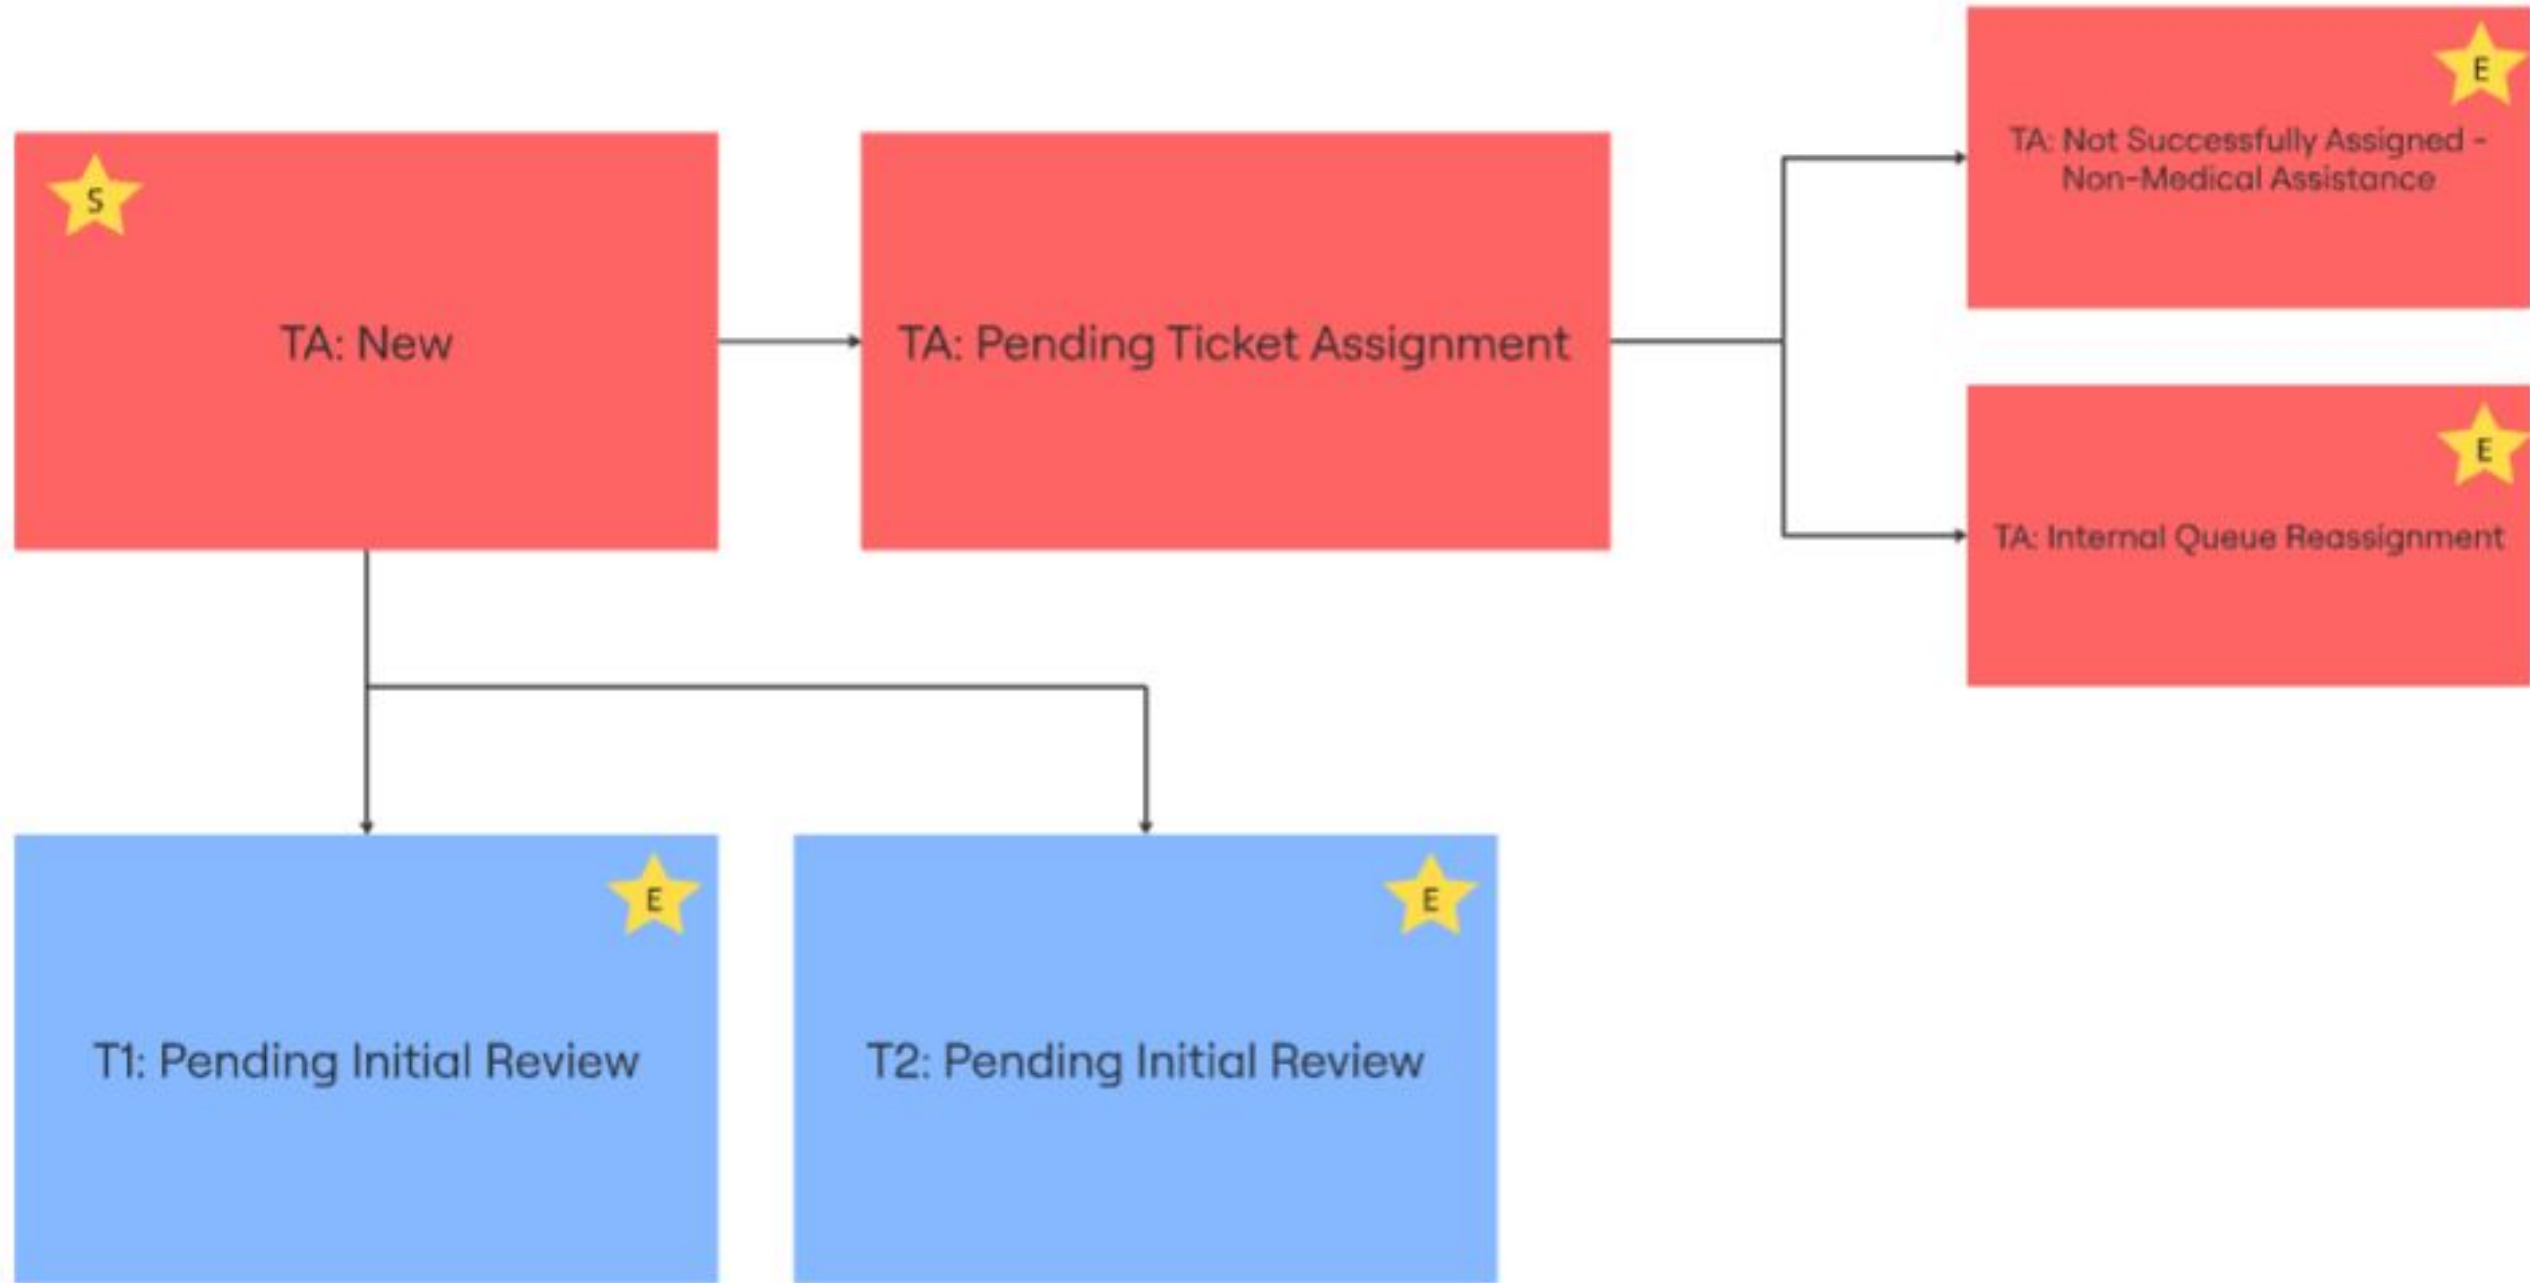 E
TA: Not Successfully Assigned -
Non-Medical Assistance
S
TA: New
TA: Pending Ticket Assignment
E
TA: Internal Queue Reassignment
E
T1: Pending Initial Review
E
T2: Pending Initial Review